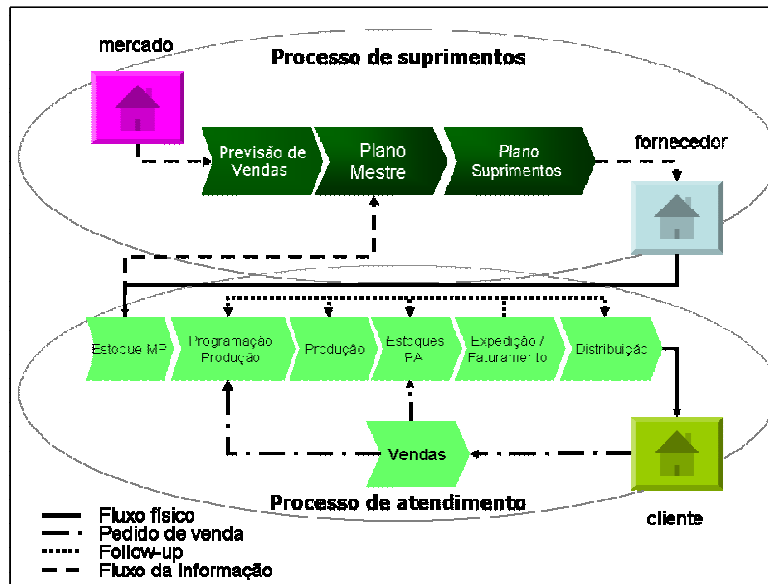 mercado
Processo de suprimentos
fornecedor
Previsão de
Vendas
Plano
Mestre
Plano
Suprimentos
Estoque MP
Programação
Produção
Produção
Estoques
PA
Expedição /
Faturamento
Distribuição
Vendas
Processo de atendimento
cliente
Fluxo físico
Pedido de venda
Follow-up
Fluxo da Informação